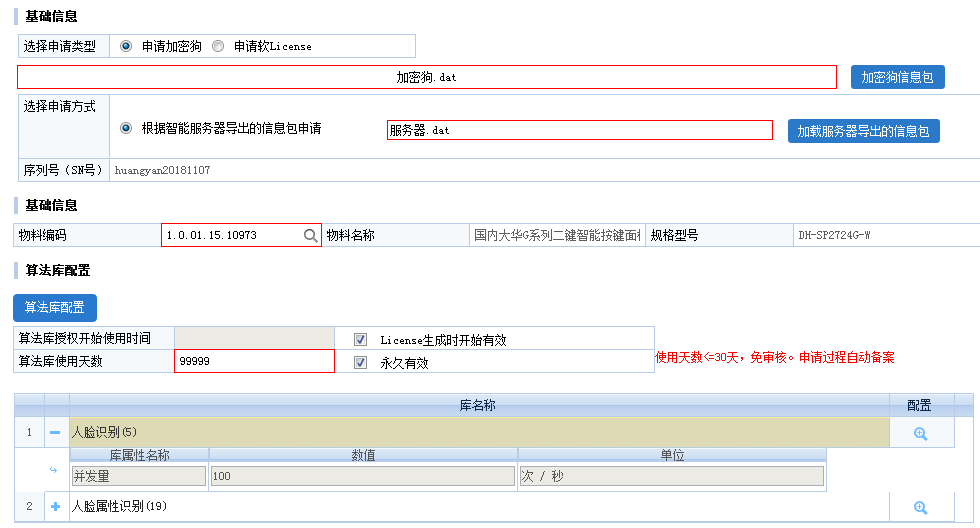 基础信息
选择申请类型 申请加密狗 申请软License
加密狗.dat 加密狗信息包
选择申请方式
根据智能服务器导出的信息包申请 服务器.dat 加载服务器导出的信息包
序列号（SN号） huangyan20181107
基础信息
物料编码 1.0.01.15.10973 物料名称 国内大华G系列二键智能按键面 规格型号 DH-SP2724G-W
算法库配置
算法库配置
算法库授权开始使用时间 License生成时开始有效
算法库使用天数 99999 永久有效 使用天数<=30天，免审核。申请过程自动备案
库名称 配置
1 人脸识别(5)
库属性名称 数值 单位
并发量 100 次 / 秒
2 人脸属性识别(19)